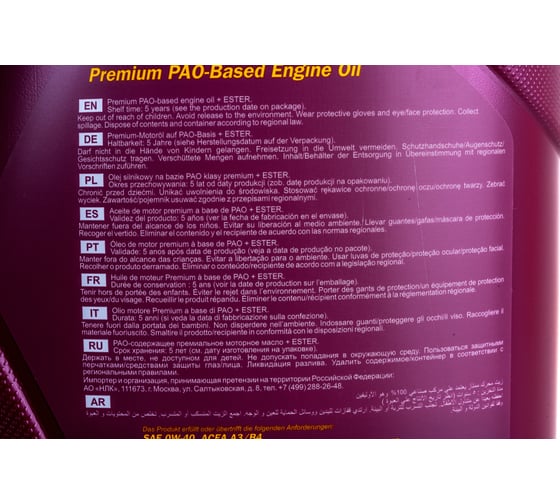 Premium PAO-Based Engine Oil
EN Premium PAO-based engine oil + ESTER.
Shelf time: 5 years (see the production date on package).
Keep out of reach of children. Avoid release to the environment. Wear protective gloves and eye/face protection. Collect
spillage. Dispose of contents and container according to regional law.
DE Premium-Motoröl auf PAO-Basis + ESTER.
Haltbarkeit: 5 Jahre (siehe Herstellungsdatum auf der Verpackung).
Darf nicht in die Hände von Kindern gelangen. Freisetzung in die Umwelt vermeiden. Schutzhandschuhe/Augenschutz/
Gesichtsschutz tragen. Verschüttete Mengen aufnehmen. Inhalt/Behälter der Entsorgung in Übereinstimmung mit regionalen
Vorschriften zuführen.
PL Olej silnikowy na bazie PAO klasy premium + ESTER.
Okres przechowywania: 5 lat od daty produkcji (zob. datę produkcji na opakowaniu).
Chronić przed dziećmi. Unikać uwolnienia do środowiska. Stosować rękawice ochronne/ochronę oczu/ochronę twarzy. Zebrać
wyciek. Zawartość/pojemnik usuwać zgodnie z przepisami regionalnymi.
ES Aceite de motor premium a base de PAO + ESTER.
Validez del producto: 5 años (ver la fecha de fabricación en el envase).
Mantener fuera del alcance de los niños. Evitar su liberación al medio ambiente. Llevar guantes/gafas/máscara de protección.
Recoger el vertido. Eliminar el contenido y el recipiente de acuerdo con las normas regionales.
PT Óleo de motor premium à base de PAO + ESTER.
Validade: 5 anos após data de produção (veja a data de produção no pacote).
Manter fora do alcance das crianças. Evitar a libertação para o ambiente. Usar luvas de proteção/proteção ocular/proteção facial.
Recolher o produto derramado. Eliminar o conteúdo/recipiente de acordo com a legislação regional.
FR Huile de moteur Premium à base de PAO + ESTER.
Durée de conservation : 5 ans (voir la date de production sur l'emballage).
Tenir hors de portée des enfants. Éviter le rejet dans l'environnement. Porter des gants de protection/un équipement de protection
des yeux/du visage. Recueillir le produit répandu. Éliminer le contenu/récipient conformément à la réglementation régionale.
IT Olio motore Premium a base di PAO + ESTER.
Durata: 5 anni (si veda la data di fabbricazione sulla confezione).
Tenere fuori dalla portata dei bambini. Non disperdere nell'ambiente. Indossare guanti/proteggere gli occhi/il viso. Raccogliere il
materiale fuoriuscito. Smaltire il prodotto/recipiente in conformità con le disposizioni regionali.
RU РАО-содержащее премиальное моторное масло + ESTER.
Срок хранения: 5 лет (см. дату изготовления на упаковке).
Держать в месте, не доступном для детей. Не допускать попадания в окружающую среду. Пользоваться защитными
перчатками/средствами защиты глаз/лица. Ликвидация разлива. Удалить содержимое/контейнер в соответствии с
региональными правилами.
Импортер и организация, принимающая претензии на территории Российской Федерации:
АО «НЛК», 111673, г. Москва, ул. Салтыковская, д. 8, тел. +7 (499) 288-26-48.
AR
Das Produkt erfüllt oder übertrifft die folgenden Anforderungen:
SAE 0W-40, ACEA A3/B4